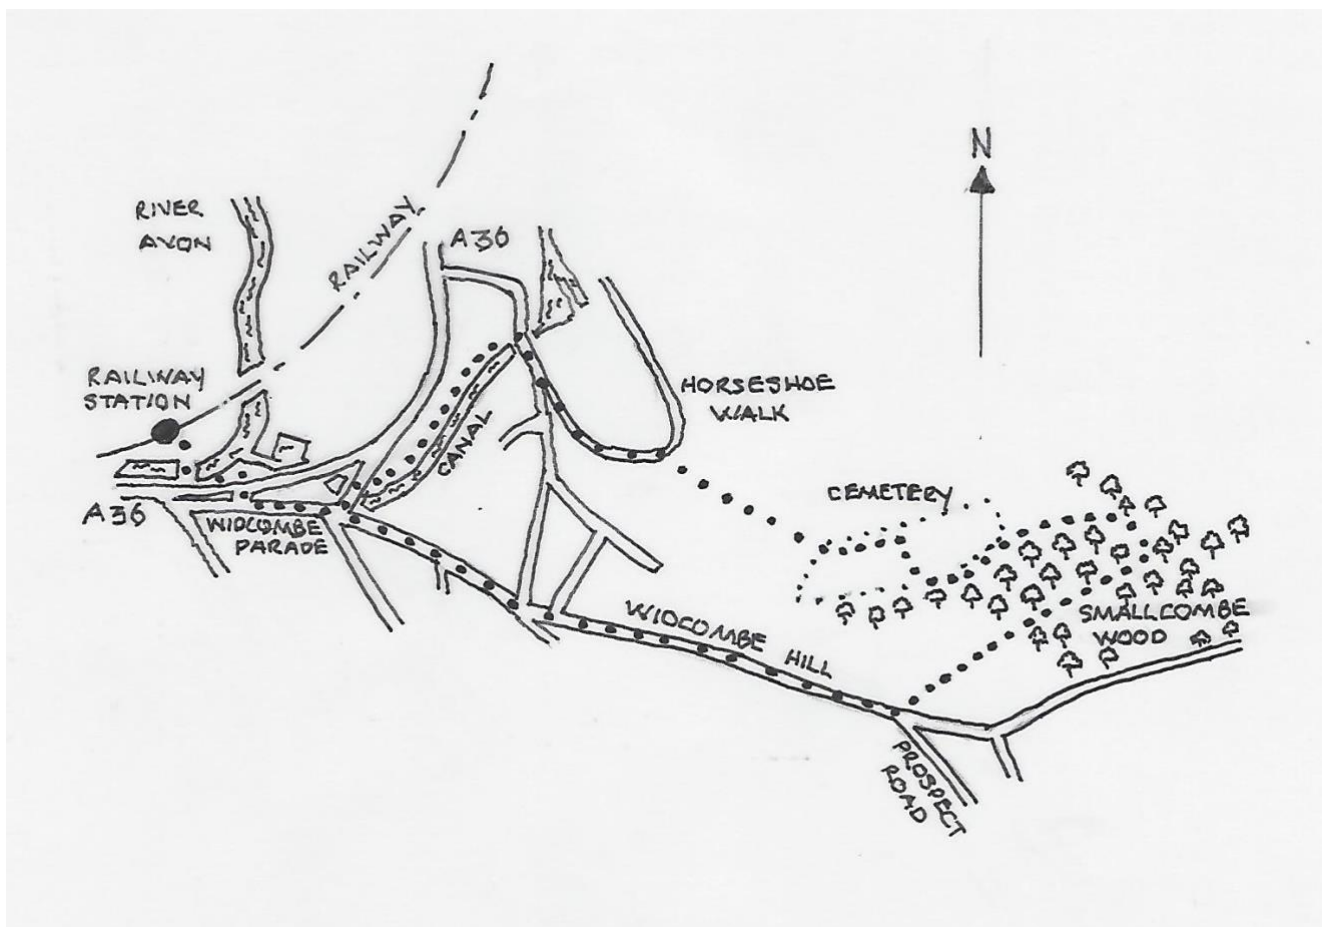 N
RIVER
AVON
RAILWAY
A36
RAILWAY
STATION
HORSESHOE
WALK
CANAL
CEMETERY
A36
WIDCOMBE
PARADE
WIDCOMBE HILL
SMALLCOMBE
WOOD
PROSPECT
ROAD